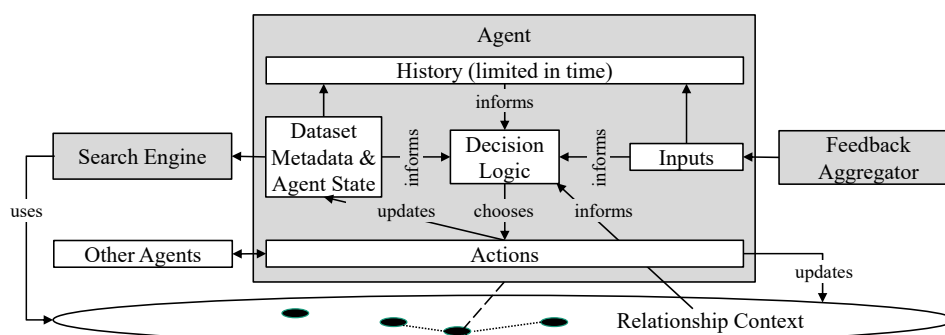 Agent
History (limited in time)
informs
Dataset
Metadata &
Agent State
informs
Decision
Logic
informs
Inputs
Search Engine
Feedback
Aggregator
uses
updates
chooses
informs
Other Agents
Actions
updates
Relationship Context